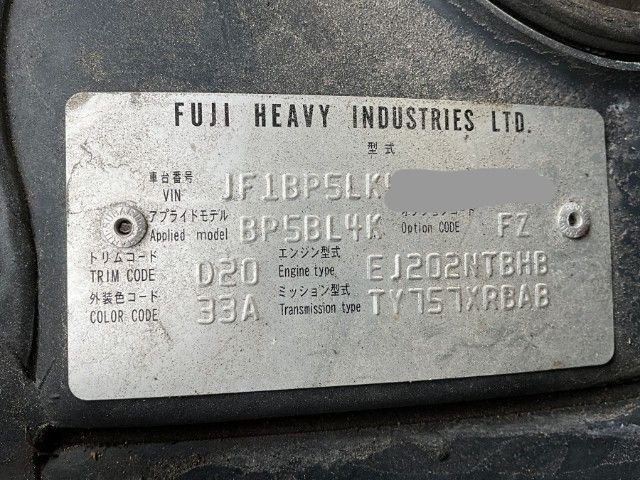 FUJI HEAVY INDUSTRIES LTD.
型式
車台番号
VIN JF1BP5LK
アプライドモデル
Applied model BP5BL4K Option CODE FZ
トリムコード エンジン型式
TRIM CODE D20 Engine type EJ202NTBHB
外装色コード ミッション型式
COLOR CODE 33A Transmission type TY757XRBAB